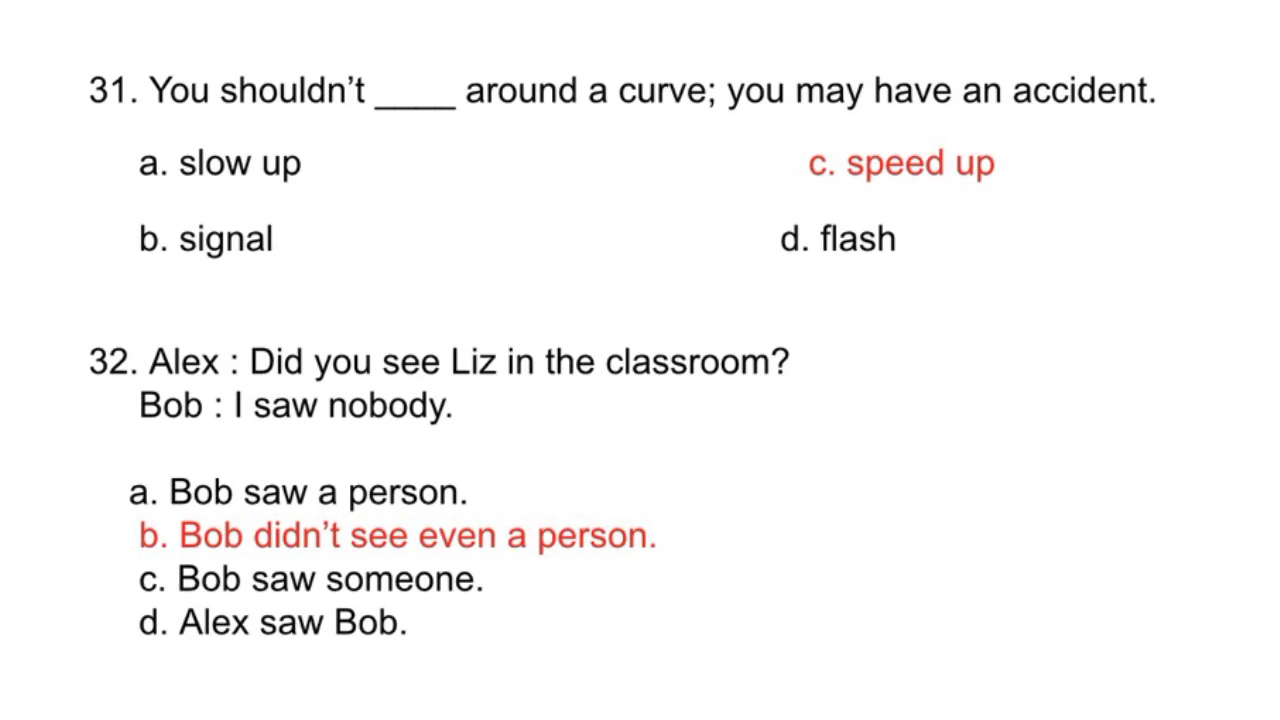 31. You shouldn’t ____ around a curve; you may have an accident.
a. slow up c. speed up
b. signal d. flash
32. Alex : Did you see Liz in the classroom?
Bob : I saw nobody.
a. Bob saw a person.
b. Bob didn’t see even a person.
c. Bob saw someone.
d. Alex saw Bob.